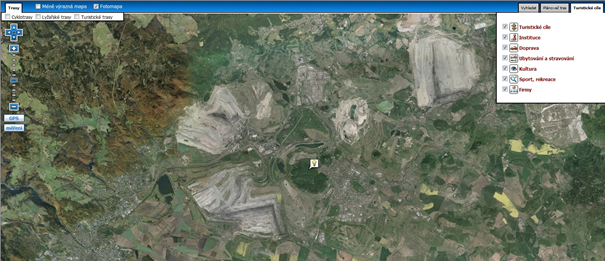 Trasy
Méně výrazná mapa
Fotomapa
Vyhledat
Plánovač tras
Turistické cíle
Cyklotrasy
Lyžařské trasy
Turistické trasy
Turistické cíle
Instituce
Doprava
Ubytování a stravování
Kultura
Sport, rekreace
Firmy
GPS
měření